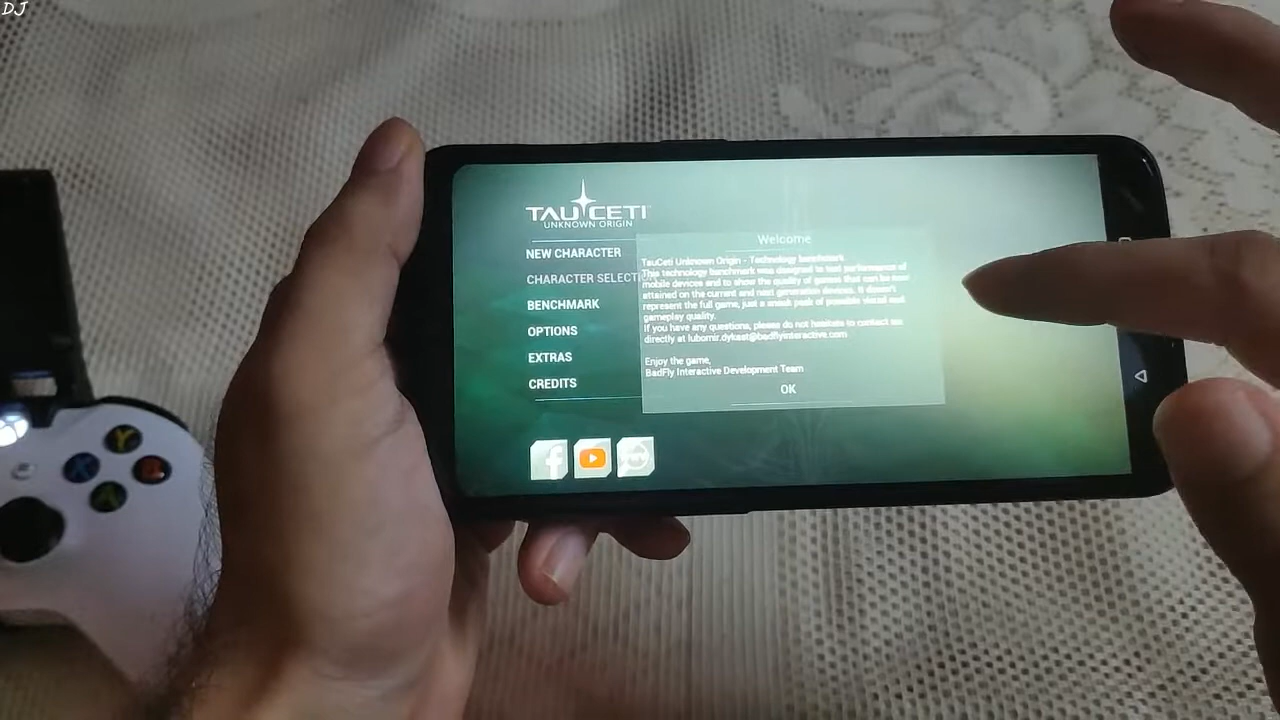 DJ
TAU CETI
UNKNOWN ORIGIN
NEW CHARACTER
CHARACTER SELECTIO
BENCHMARK
OPTIONS
EXTRAS
CREDITS
Welcome
TauCeti Unknown Origin - Technology benchmark
This technology benchmark was designed to test performance of
mobile devices and to show the quality of games that can be now
attained on the current and next generation devices. It doesn't
represent the full game, just a sneak peak of possible visual and
gameplay quality.
If you have any questions, please do not hesitate to contact us
directly at lubomir.dykast@badflyinteractive.com
Enjoy the game,
BadFly Interactive Development Team
OK
f
Y
X
B
A